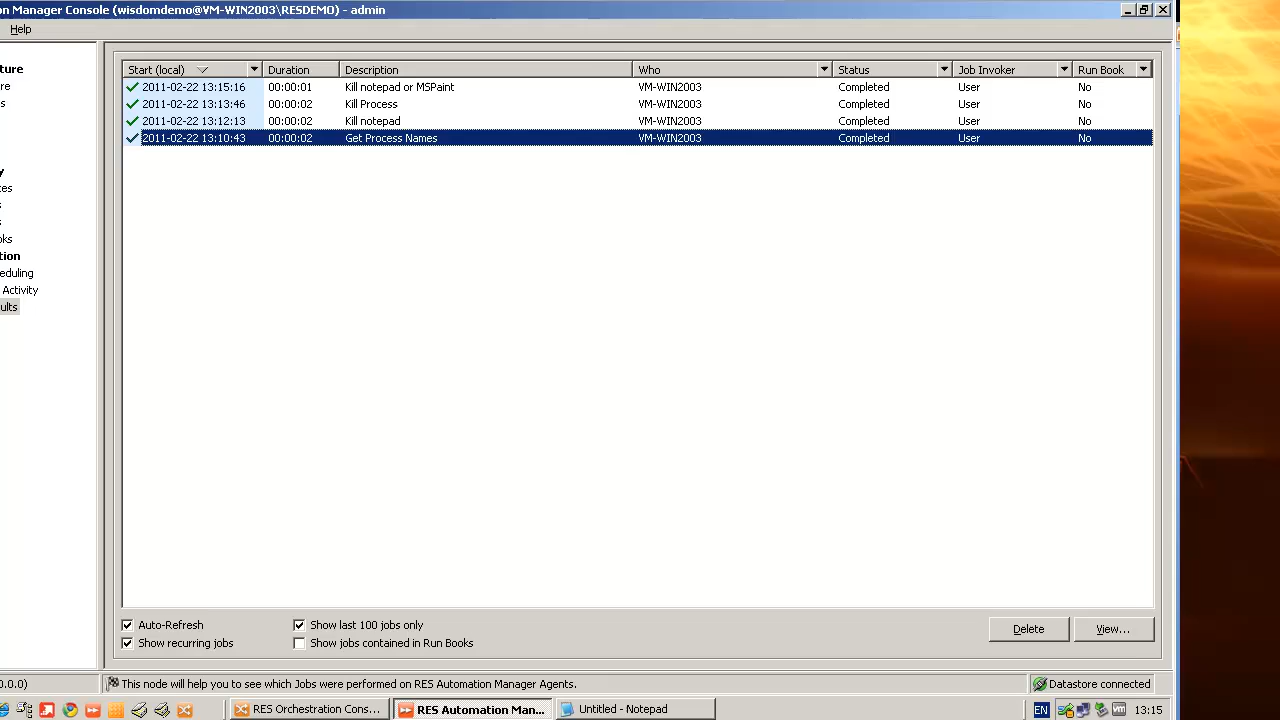 on Manager Console (wisdomdemo@VM-WIN2003\RESDEMO) - admin
Help
ture
re
s
y
tes
s
s
oks
tion
eduling
Activity
ults
Start (local) Duration Description Who Status Job Invoker Run Book
2011-02-22 13:15:16 00:00:01 Kill notepad or MSPaint VM-WIN2003 Completed User No
2011-02-22 13:13:46 00:00:02 Kill Process VM-WIN2003 Completed User No
2011-02-22 13:12:13 00:00:02 Kill notepad VM-WIN2003 Completed User No
2011-02-22 13:10:43 00:00:02 Get Process Names VM-WIN2003 Completed User No
Auto-Refresh Show last 100 jobs only
Show recurring jobs Show jobs contained in Run Books
Delete View...
0.0) This node will help you to see which Jobs were performed on RES Automation Manager Agents. Datastore connected
RES Orchestration Cons... RES Automation Man... Untitled - Notepad EN 13:15